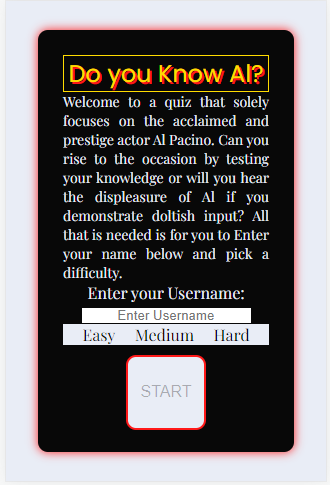 Do you Know Al?
Welcome to a quiz that solely
focuses on the acclaimed and
prestige actor Al Pacino. Can you
rise to the occasion by testing
your knowledge or will you hear
the displeasure of Al if you
demonstrate doltish input? All
that is needed is for you to Enter
your name below and pick a
difficulty.
Enter your Username:
Enter Username
Easy Medium Hard
START